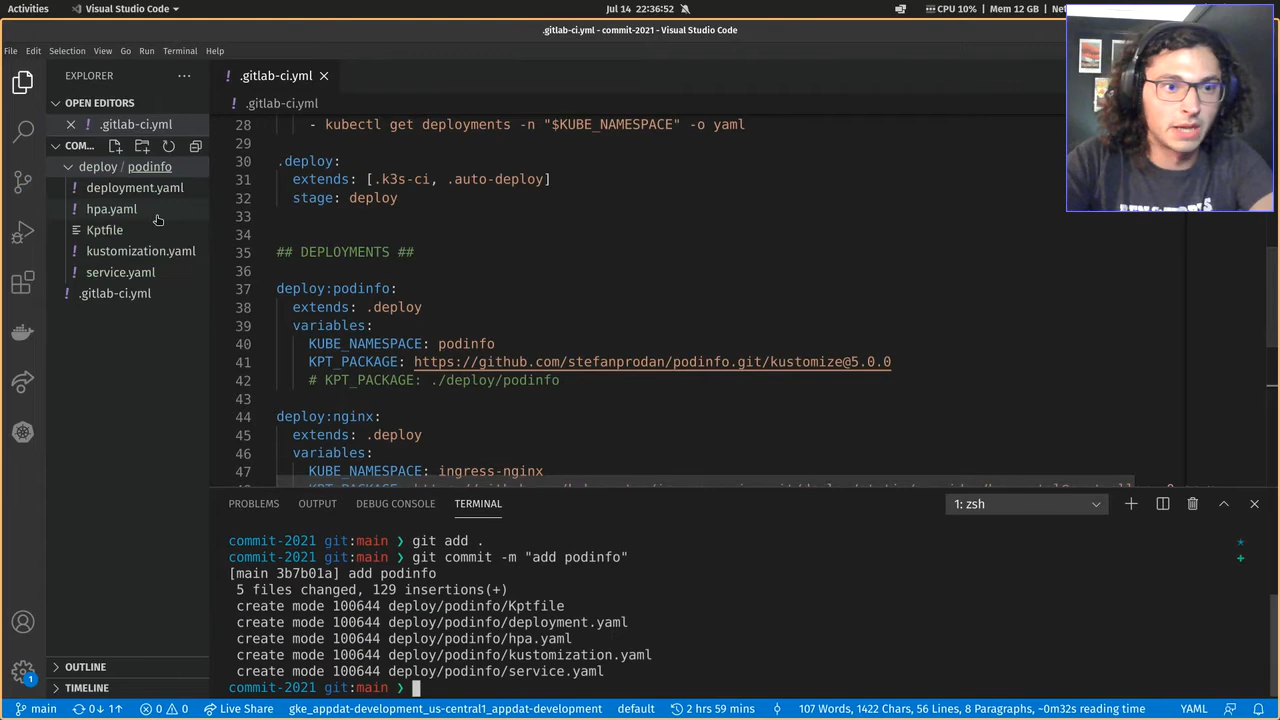 Activities
Visual Studio Code
Jul 14 22:36:52
CPU 10% | Mem 12 GB |
.gitlab-ci.yml - commit-2021 - Visual Studio Code
File Edit Selection View Go Run Terminal Help
EXPLORER
OPEN EDITORS
.gitlab-ci.yml
COM...
deploy / podinfo
deployment.yaml
hpa.yaml
Kptfile
kustomization.yaml
service.yaml
.gitlab-ci.yml
OUTLINE
TIMELINE
.gitlab-ci.yml
.gitlab-ci.yml
28 - kubectl get deployments -n "$KUBE_NAMESPACE" -o yaml
29
30 .deploy:
31 extends: [.k3s-ci, .auto-deploy]
32 stage: deploy
33
34
35 ## DEPLOYMENTS ##
36
37 deploy:podinfo:
38 extends: .deploy
39 variables:
40 KUBE_NAMESPACE: podinfo
41 KPT_PACKAGE: https://github.com/stefanprodan/podinfo.git/kustomize@5.0.0
42 # KPT_PACKAGE: ./deploy/podinfo
43
44 deploy:nginx:
45 extends: .deploy
46 variables:
47 KUBE_NAMESPACE: ingress-nginx
PROBLEMS OUTPUT DEBUG CONSOLE TERMINAL
1: zsh
commit-2021 git:main ❯ git add .
commit-2021 git:main ❯ git commit -m "add podinfo"
[main 3b7b01a] add podinfo
5 files changed, 129 insertions(+)
create mode 100644 deploy/podinfo/Kptfile
create mode 100644 deploy/podinfo/deployment.yaml
create mode 100644 deploy/podinfo/hpa.yaml
create mode 100644 deploy/podinfo/kustomization.yaml
create mode 100644 deploy/podinfo/service.yaml
commit-2021 git:main ❯
1
main 0↓ 1↑ 0 0 Live Share gke_appdat-development_us-central1_appdat-development default 2 hrs 59 mins 107 Words, 1422 Chars, 56 Lines, 8 Paragraphs ~0m32s reading time YAML